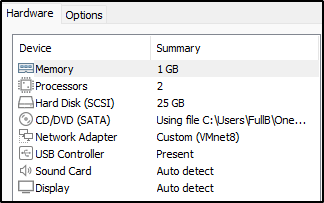 Hardware Options
Device Summary
Memory 1 GB
Processors 2
Hard Disk (SCSI) 25 GB
CD/DVD (SATA) Using file C:\Users\FullB\One...
Network Adapter Custom (VMnet8)
USB Controller Present
Sound Card Auto detect
Display Auto detect